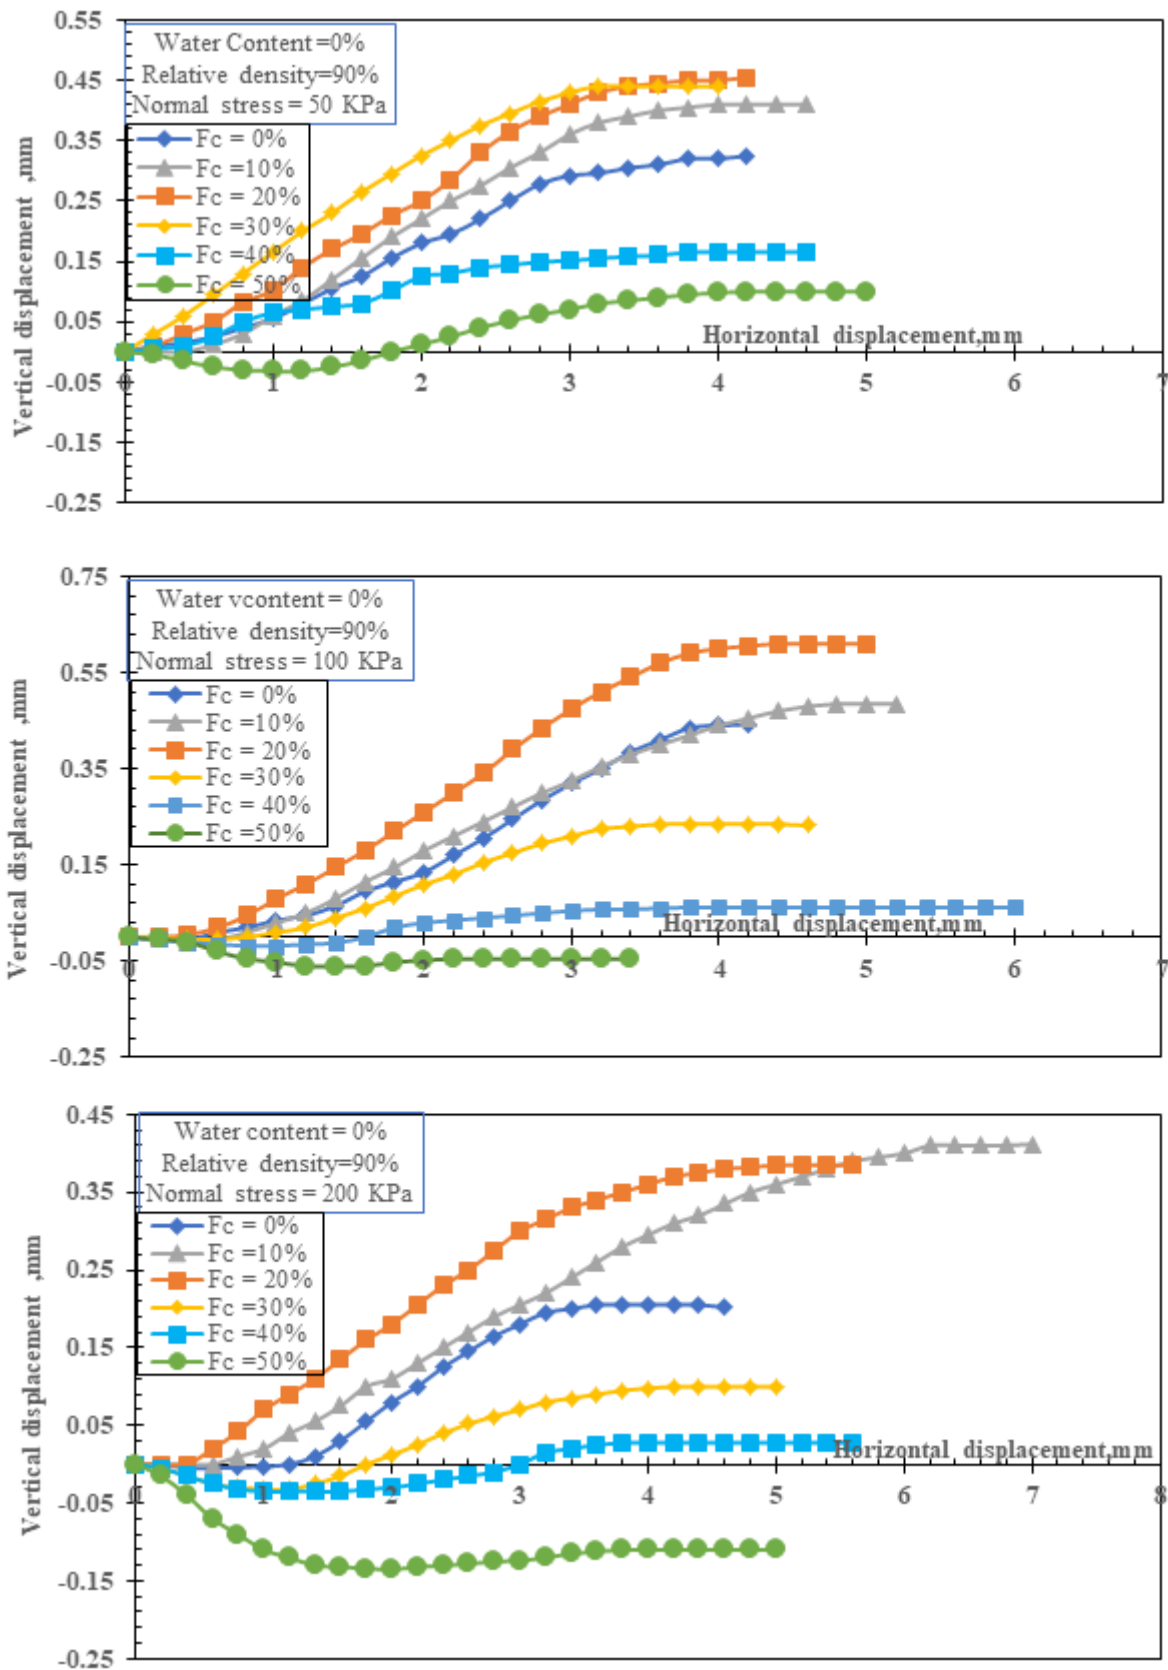 0.55
0.45
0.35
0.25
0.15
0.05
-0.05
-0.15
-0.25
Vertical displacement ,mm
Water Content =0%
Relative density=90%
Normal stress = 50 KPa
Fc = 0%
Fc =10%
Fc = 20%
Fc =30%
Fc =40%
Fc = 50%
Horizontal displacement,mm
0 1 2 3 4 5 6 7
0.75
0.55
0.35
0.15
-0.05
-0.25
Vertical displacement ,mm
Water vcontent = 0%
Relative density=90%
Normal stress = 100 KPa
Fc = 0%
Fc =10%
Fc = 20%
Fc =30%
Fc = 40%
Fc =50%
Horizontal displacement,mm
0 1 2 3 4 5 6 7
0.45
0.35
0.25
0.15
0.05
-0.05
-0.15
-0.25
Vertical displacement ,mm
Water content = 0%
Relative density=90%
Normal stress = 200 KPa
Fc = 0%
Fc =10%
Fc = 20%
Fc =30%
Fc =40%
Fc =50%
Horizontal displacement,mm
0 1 2 3 4 5 6 7 8